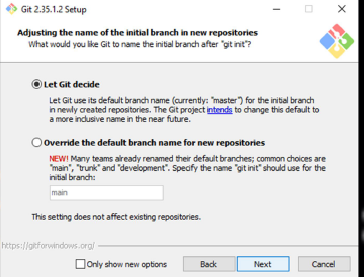 Git 2.35.1.2 Setup
Adjusting the name of the initial branch in new repositories
What would you like Git to name the initial branch after "git init"?
Let Git decide
Let Git use its default branch name (currently: "master") for the initial branch
in newly created repositories. The Git project intends to change this default to
a more inclusive name in the near future.
Override the default branch name for new repositories
NEW! Many teams already renamed their default branches; common choices are
"main", "trunk" and "development". Specify the name "git init" should use for the
initial branch:
main
This setting does not affect existing repositories.
https://gitforwindows.org/
Only show new options
Back
Next
Cancel